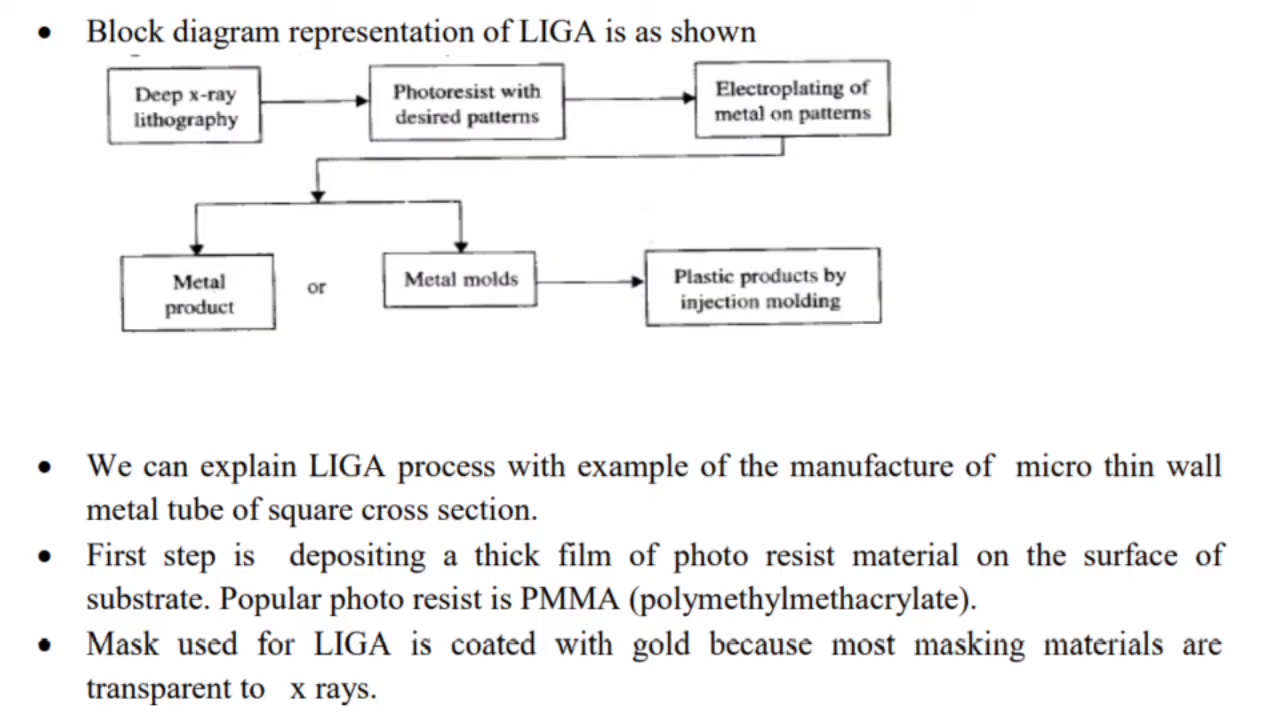 • Block diagram representation of LIGA is as shown
Deep x-ray
lithography
Photoresist with
desired patterns
Electroplating of
metal on patterns
Metal
product
or
Metal molds
Plastic products by
injection molding
• We can explain LIGA process with example of the manufacture of micro thin wall
metal tube of square cross section.
• First step is depositing a thick film of photo resist material on the surface of
substrate. Popular photo resist is PMMA (polymethylmethacrylate).
• Mask used for LIGA is coated with gold because most masking materials are
transparent to x rays.